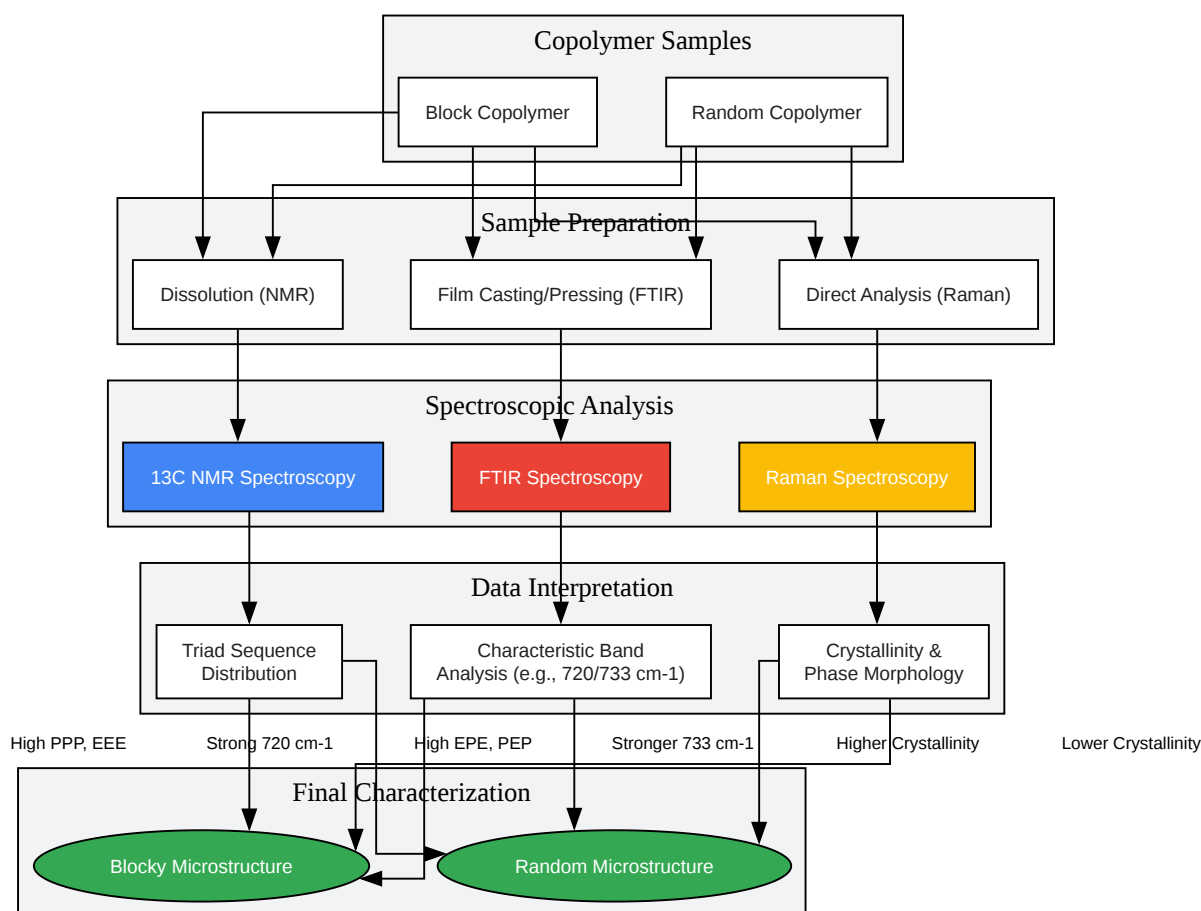 Copolymer Samples
Block Copolymer
Random Copolymer
Sample Preparation
Dissolution (NMR)
Film Casting/Pressing (FTIR)
Direct Analysis (Raman)
Spectroscopic Analysis
13C NMR Spectroscopy
FTIR Spectroscopy
Raman Spectroscopy
Data Interpretation
Triad Sequence
Distribution
Characteristic Band
Analysis (e.g., 720/733 cm-1)
Crystallinity &
Phase Morphology
High PPP, EEE
Strong 720 cm-1
High EPE, PEP
Stronger 733 cm-1
Higher Crystallinity
Lower Crystallinity
Final Characterization
Blocky Microstructure
Random Microstructure